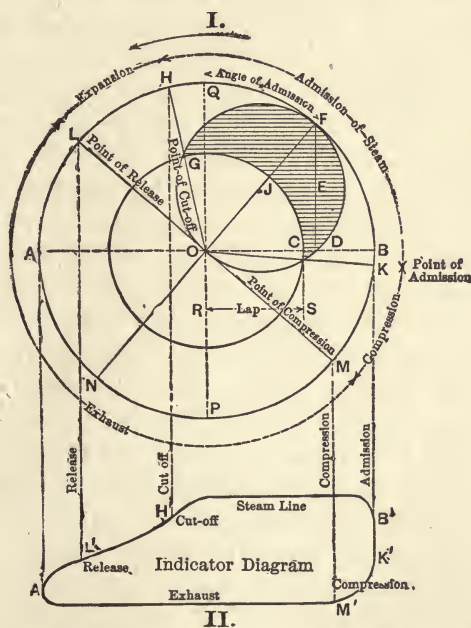 I.
Expansion
Admission-of-Steam
H
Q
Angle of Admission
F
L
Point of Release
Point of Cut-off
G
J
E
A
O
C
D
B
K
Point of
Admission
R
Lap
S
Point of Compression
Compression
M
N
P
Exhaust
Release
Cut off
Compression
Admission
H'
Cut-off
Steam Line
B'
L'
Release
Indicator Diagram
K'
A
Exhaust
Compression.
M'
II.